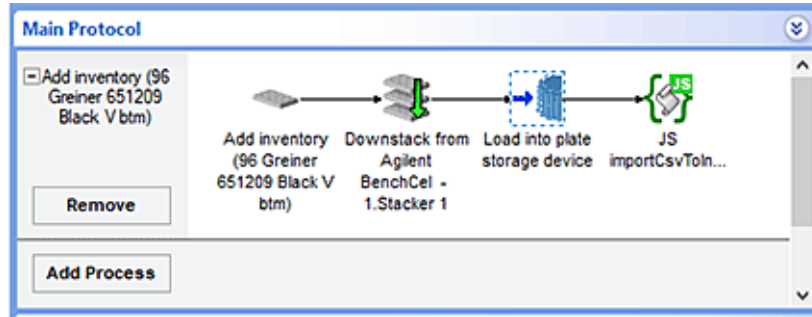 Main Protocol
Add inventory (96
Greiner 651209
Black V btm)
Remove
Add inventory
(96 Greiner
651209 Black V
btm)
Downstack from
Agilent
BenchCel -
1.Stacker 1
Load into plate
storage device
JS
JS
importCsvToIn...
Add Process